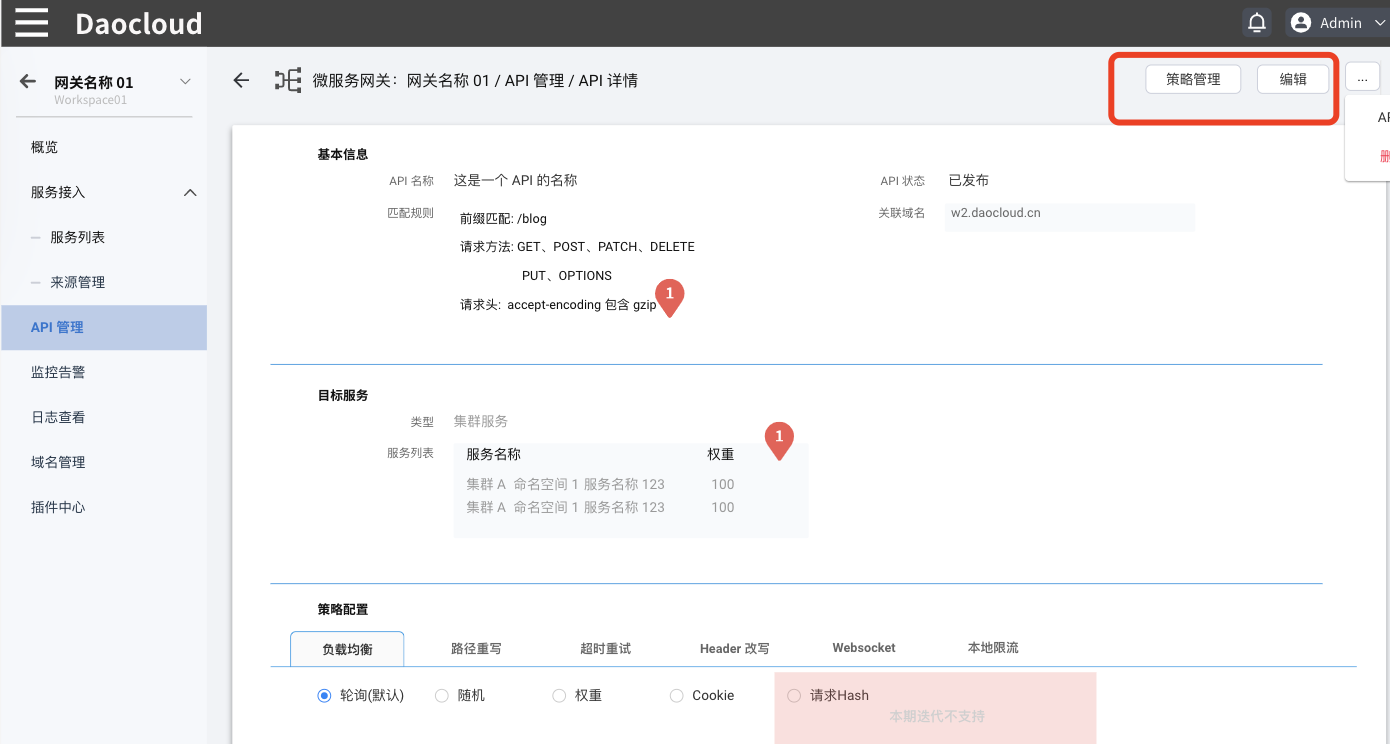 Daocloud
Admin
网关名称 01
Workspace01
微服务网关：网关名称 01 / API 管理 / API 详情
策略管理
编辑
...
概览
服务接入
服务列表
来源管理
API 管理
监控告警
日志查看
域名管理
插件中心
基本信息
API 名称 这是一个 API 的名称
API 状态 已发布
匹配规则 前缀匹配: /blog
关联域名 w2.daocloud.cn
请求方法: GET、POST、PATCH、DELETE
PUT、OPTIONS
请求头: accept-encoding 包含 gzip
1
目标服务
类型 集群服务
服务列表 服务名称 权重
1
集群 A 命名空间 1 服务名称 123 100
集群 A 命名空间 1 服务名称 123 100
策略配置
负载均衡 路径重写 超时重试 Header 改写 Websocket 本地限流
轮询(默认) 随机 权重 Cookie 请求Hash
本期迭代不支持